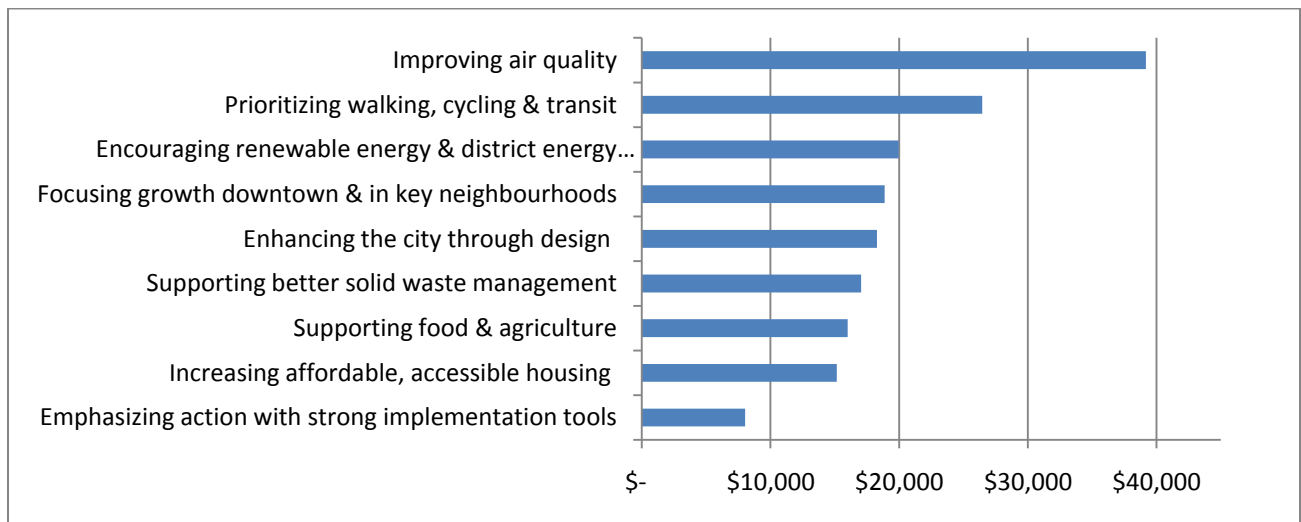 Improving air quality
Prioritizing walking, cycling & transit
Encouraging renewable energy & district energy…
Focusing growth downtown & in key neighbourhoods
Enhancing the city through design
Supporting better solid waste management
Supporting food & agriculture
Increasing affordable, accessible housing
Emphasizing action with strong implementation tools
$- $10,000 $20,000 $30,000 $40,000